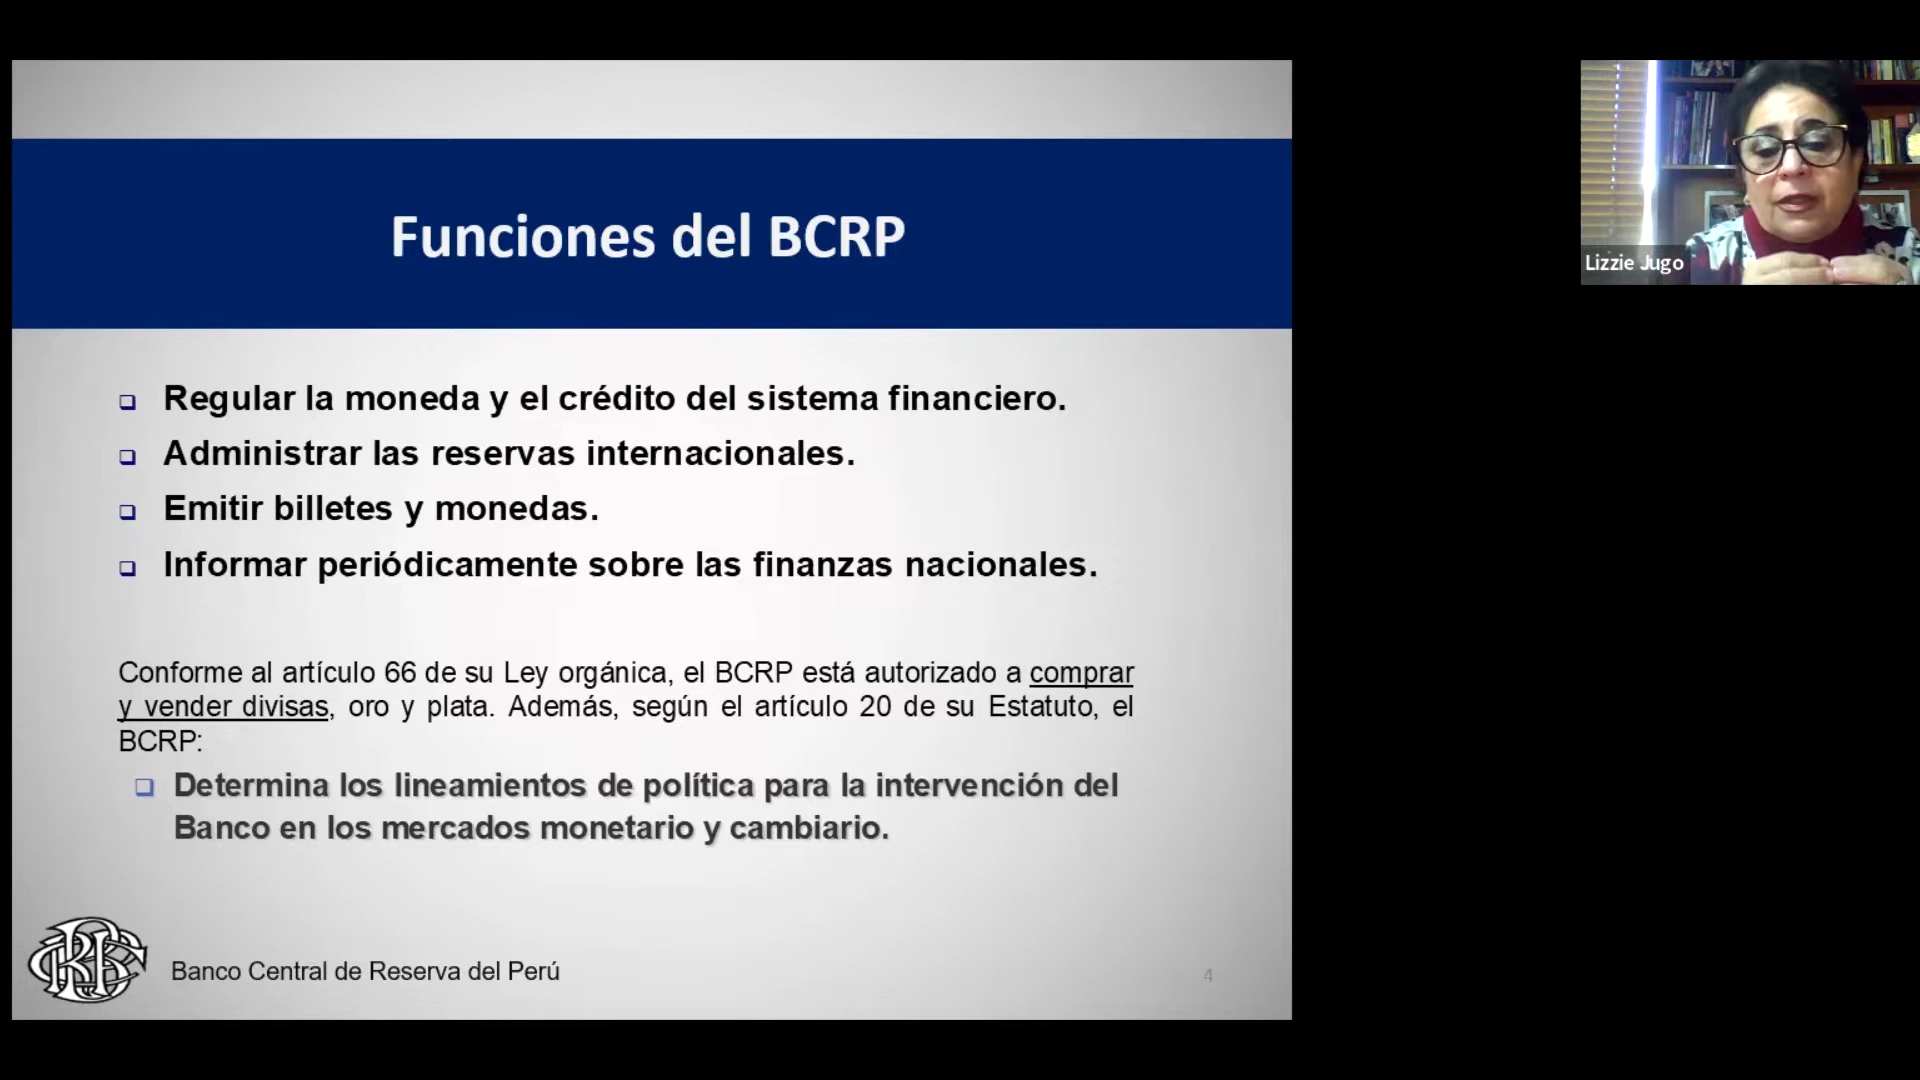 Funciones del BCRP
Regular la moneda y el crédito del sistema financiero.
Administrar las reservas internacionales.
Emitir billetes y monedas.
Informar periódicamente sobre las finanzas nacionales.
Conforme al artículo 66 de su Ley orgánica, el BCRP está autorizado a comprar
y vender divisas, oro y plata. Además, según el artículo 20 de su Estatuto, el
BCRP:
Determina los lineamientos de política para la intervención del
Banco en los mercados monetario y cambiario.
Banco Central de Reserva del Perú
4
Lizzie Jugo